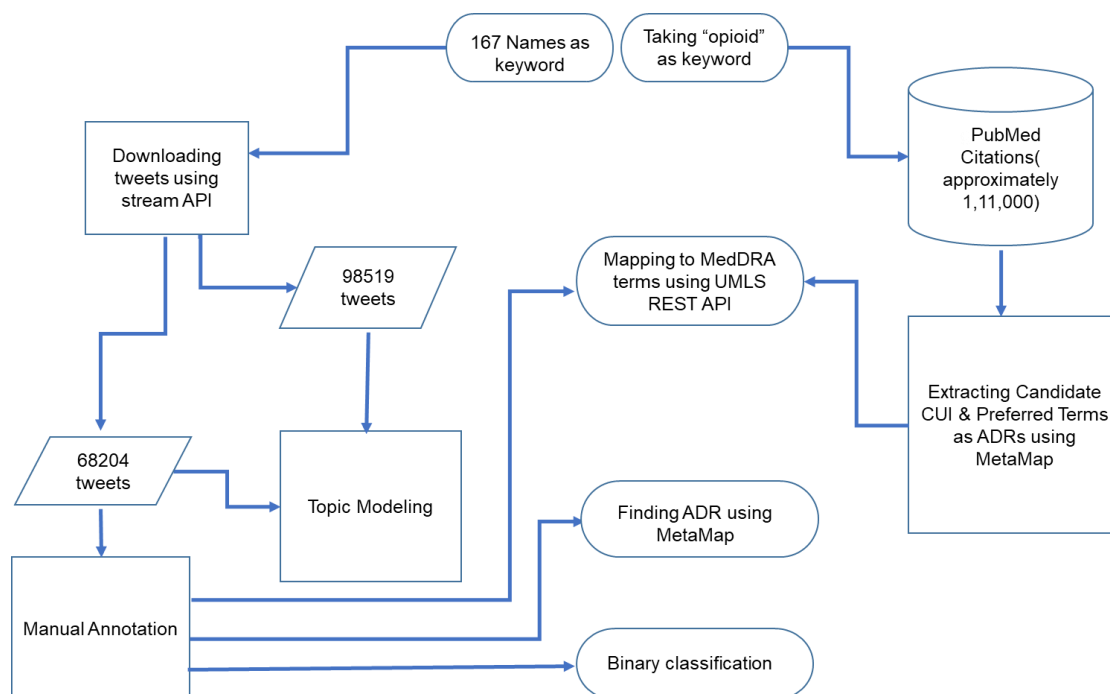 167 Names as
keyword
Taking “opioid”
as keyword
Downloading
tweets using
stream API
PubMed
Citations(
approximately
1,11,000)
98519
tweets
Mapping to MedDRA
terms using UMLS
REST API
Extracting Candidate
CUI & Preferred Terms
as ADRs using
MetaMap
68204
tweets
Topic Modeling
Finding ADR using
MetaMap
Manual Annotation
Binary classification